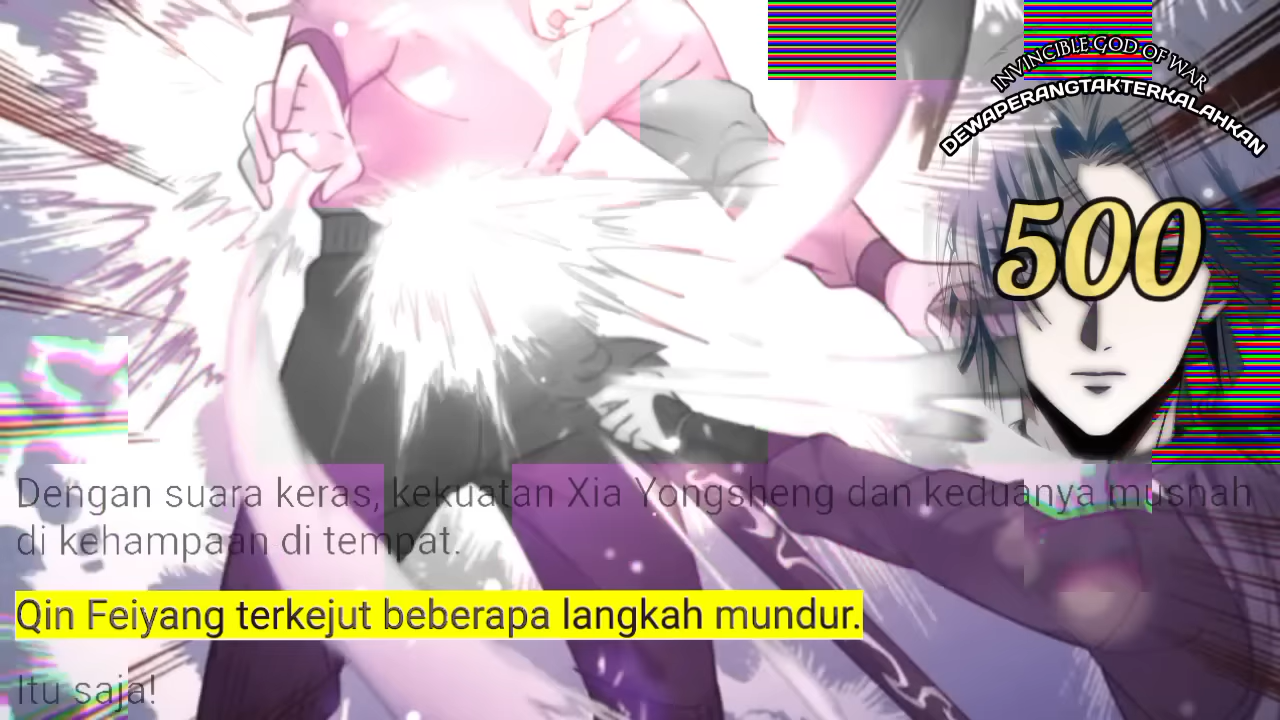 INVINCIBLE GOD OF WAR
DEWAPERANGTAKTERKALAHKAN
500
Dengan suara keras, kekuatan Xia Yongsheng dan keduanya musnah
di kehampaan di tempat.
Qin Feiyang terkejut beberapa langkah mundur.
Itu saja!